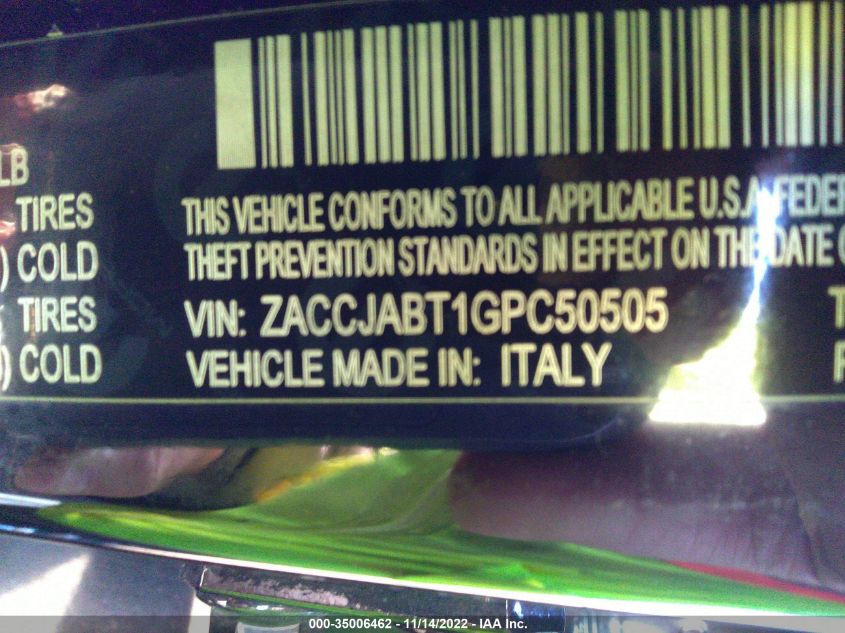 LB
TIRES
) COLD
TIRES
) COLD
THIS VEHICLE CONFORMS TO ALL APPLICABLE U.S.A. FEDER
THEFT PREVENTION STANDARDS IN EFFECT ON THE DATE
VIN: ZACCJABT1GPC50505
VEHICLE MADE IN: ITALY
000-35006462 - 11/14/2022 - IAA Inc.